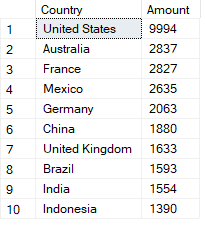 Country Amount
1 United States 9994
2 Australia 2837
3 France 2827
4 Mexico 2635
5 Germany 2063
6 China 1880
7 United Kingdom 1633
8 Brazil 1593
9 India 1554
10 Indonesia 1390